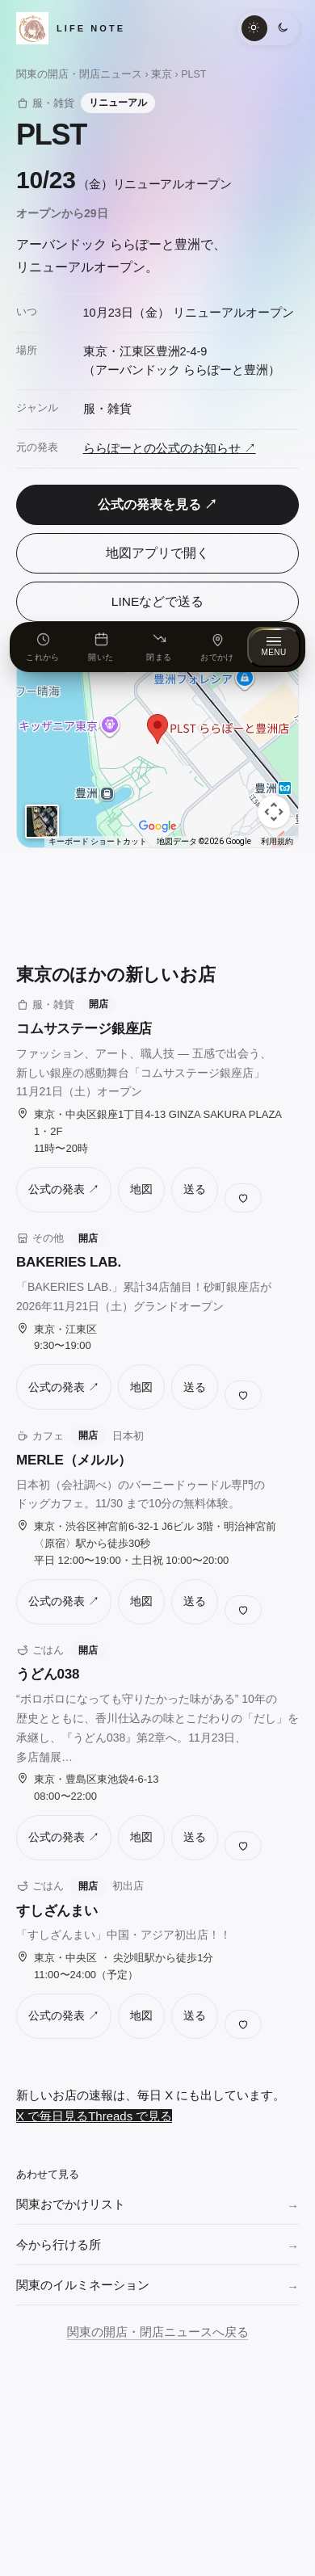 LIFE NOTE
関東の開店・閉店ニュース › 東京 › PLST
服・雑貨 リニューアル
PLST
10/23（金）リニューアルオープン
オープンから29日
アーバンドック ららぽーと豊洲で、
リニューアルオープン。
いつ 10月23日（金） リニューアルオープン
場所 東京・江東区豊洲2-4-9
（アーバンドック ららぽーと豊洲）
ジャンル 服・雑貨
元の発表 ららぽーとの公式のお知らせ ↗
公式の発表を見る ↗
地図アプリで開く
LINEなどで送る
これから 開いた 閉まる おでかけ MENU
フー晴海
豊洲フォレシア
キッザニア東京
PLST ららぽーと豊洲店
豊洲
豊洲
Google
キーボード ショートカット 地図データ ©2026 Google 利用規約
東京のほかの新しいお店
服・雑貨 開店
コムサステージ銀座店
ファッション、アート、職人技 — 五感で出会う、
新しい銀座の感動舞台「コムサステージ銀座店」
11月21日（土）オープン
東京・中央区銀座1丁目4-13 GINZA SAKURA PLAZA
1・2F
11時〜20時
公式の発表 ↗ 地図 送る
その他 開店
BAKERIES LAB.
「BAKERIES LAB.」累計34店舗目！砂町銀座店が
2026年11月21日（土）グランドオープン
東京・江東区
9:30〜19:00
公式の発表 ↗ 地図 送る
カフェ 開店 日本初
MERLE（メルル）
日本初（会社調べ）のバーニードゥードル専門の
ドッグカフェ。11/30 まで10分の無料体験。
東京・渋谷区神宮前6-32-1 J6ビル 3階・明治神宮前
〈原宿〉駅から徒歩30秒
平日 12:00〜19:00・土日祝 10:00〜20:00
公式の発表 ↗ 地図 送る
ごはん 開店
うどん038
“ボロボロになっても守りたかった味がある” 10年の
歴史とともに、香川仕込みの味とこだわりの「だし」を
承継し、『うどん038』第2章へ。11月23日、
多店舗展…
東京・豊島区東池袋4-6-13
08:00〜22:00
公式の発表 ↗ 地図 送る
ごはん 開店 初出店
すしざんまい
「すしざんまい」中国・アジア初出店！！
東京・中央区 ・ 尖沙咀駅から徒歩1分
11:00〜24:00（予定）
公式の発表 ↗ 地図 送る
新しいお店の速報は、毎日 X にも出しています。
X で毎日見るThreads で見る
あわせて見る
関東おでかけリスト →
今から行ける所 →
関東のイルミネーション →
関東の開店・閉店ニュースへ戻る